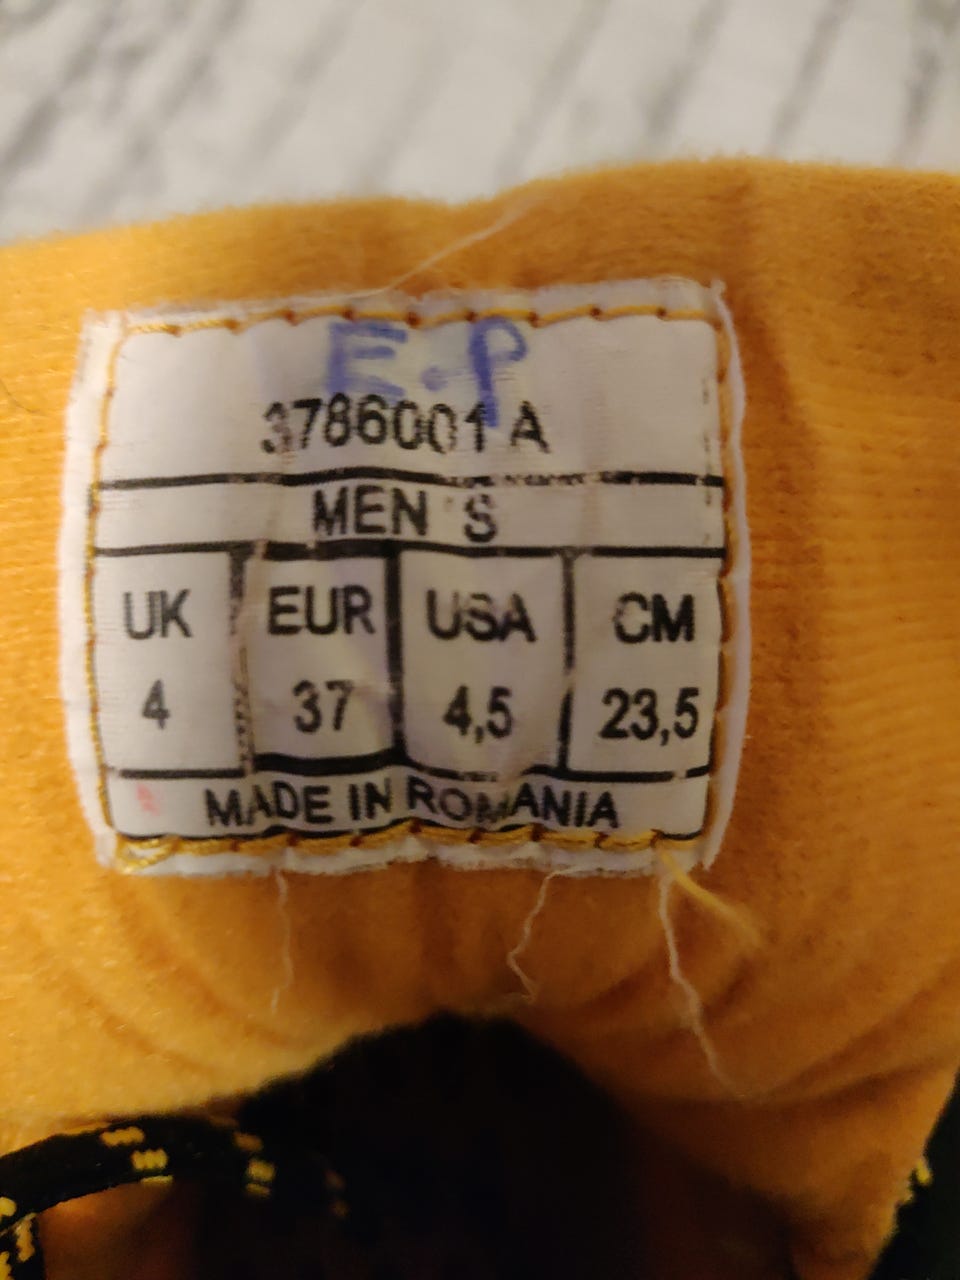 E.P
3786001 A
MEN'S
UK EUR USA CM
4 37 4,5 23,5
MADE IN ROMANIA